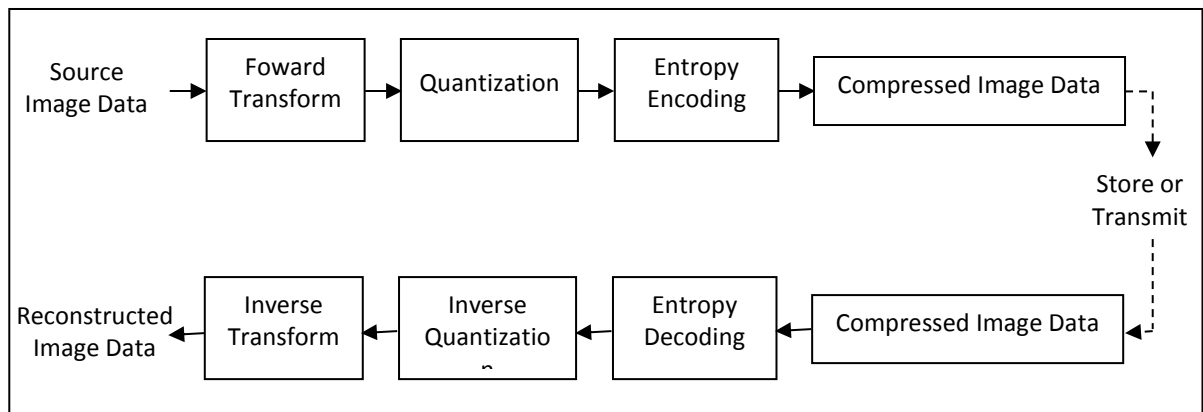 Source
Image Data
Foward
Transform
Quantization
Entropy
Encoding
Compressed Image Data
Store or
Transmit
Reconstructed
Image Data
Inverse
Transform
Inverse
Quantizatio
n
Entropy
Decoding
Compressed Image Data